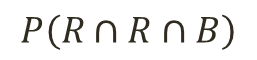 P(R ∩ R ∩ B)